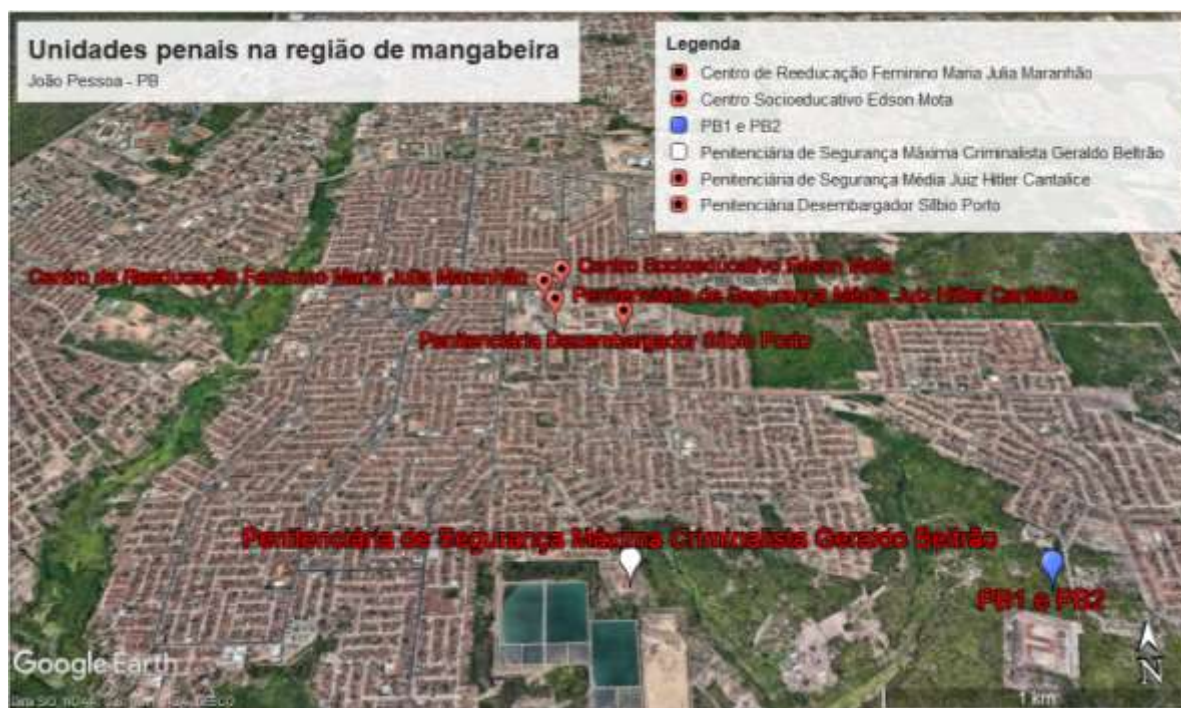 Unidades penais na região de mangabeira
João Pessoa - PB
Legenda
Centro de Reeducação Feminino Maria Julia Maranhão
Centro Socioeducativo Edson Mota
PB1 e PB2
Penitenciária de Segurança Máxima Criminalista Geraldo Beltrão
Penitenciária de Segurança Média Juiz Hitler Cantalice
Penitenciária Desembargador Sílbio Porto
Centro Socioeducativo Edson Mota
Centro de Reeducação Feminino Maria Julia Maranhão
Penitenciária de Segurança Média Juiz Hitler Cantalice
Penitenciária Desembargador Sílbio Porto
Penitenciária de Segurança Máxima Criminalista Geraldo Beltrão
PB1 e PB2
Google Earth
N
1 km